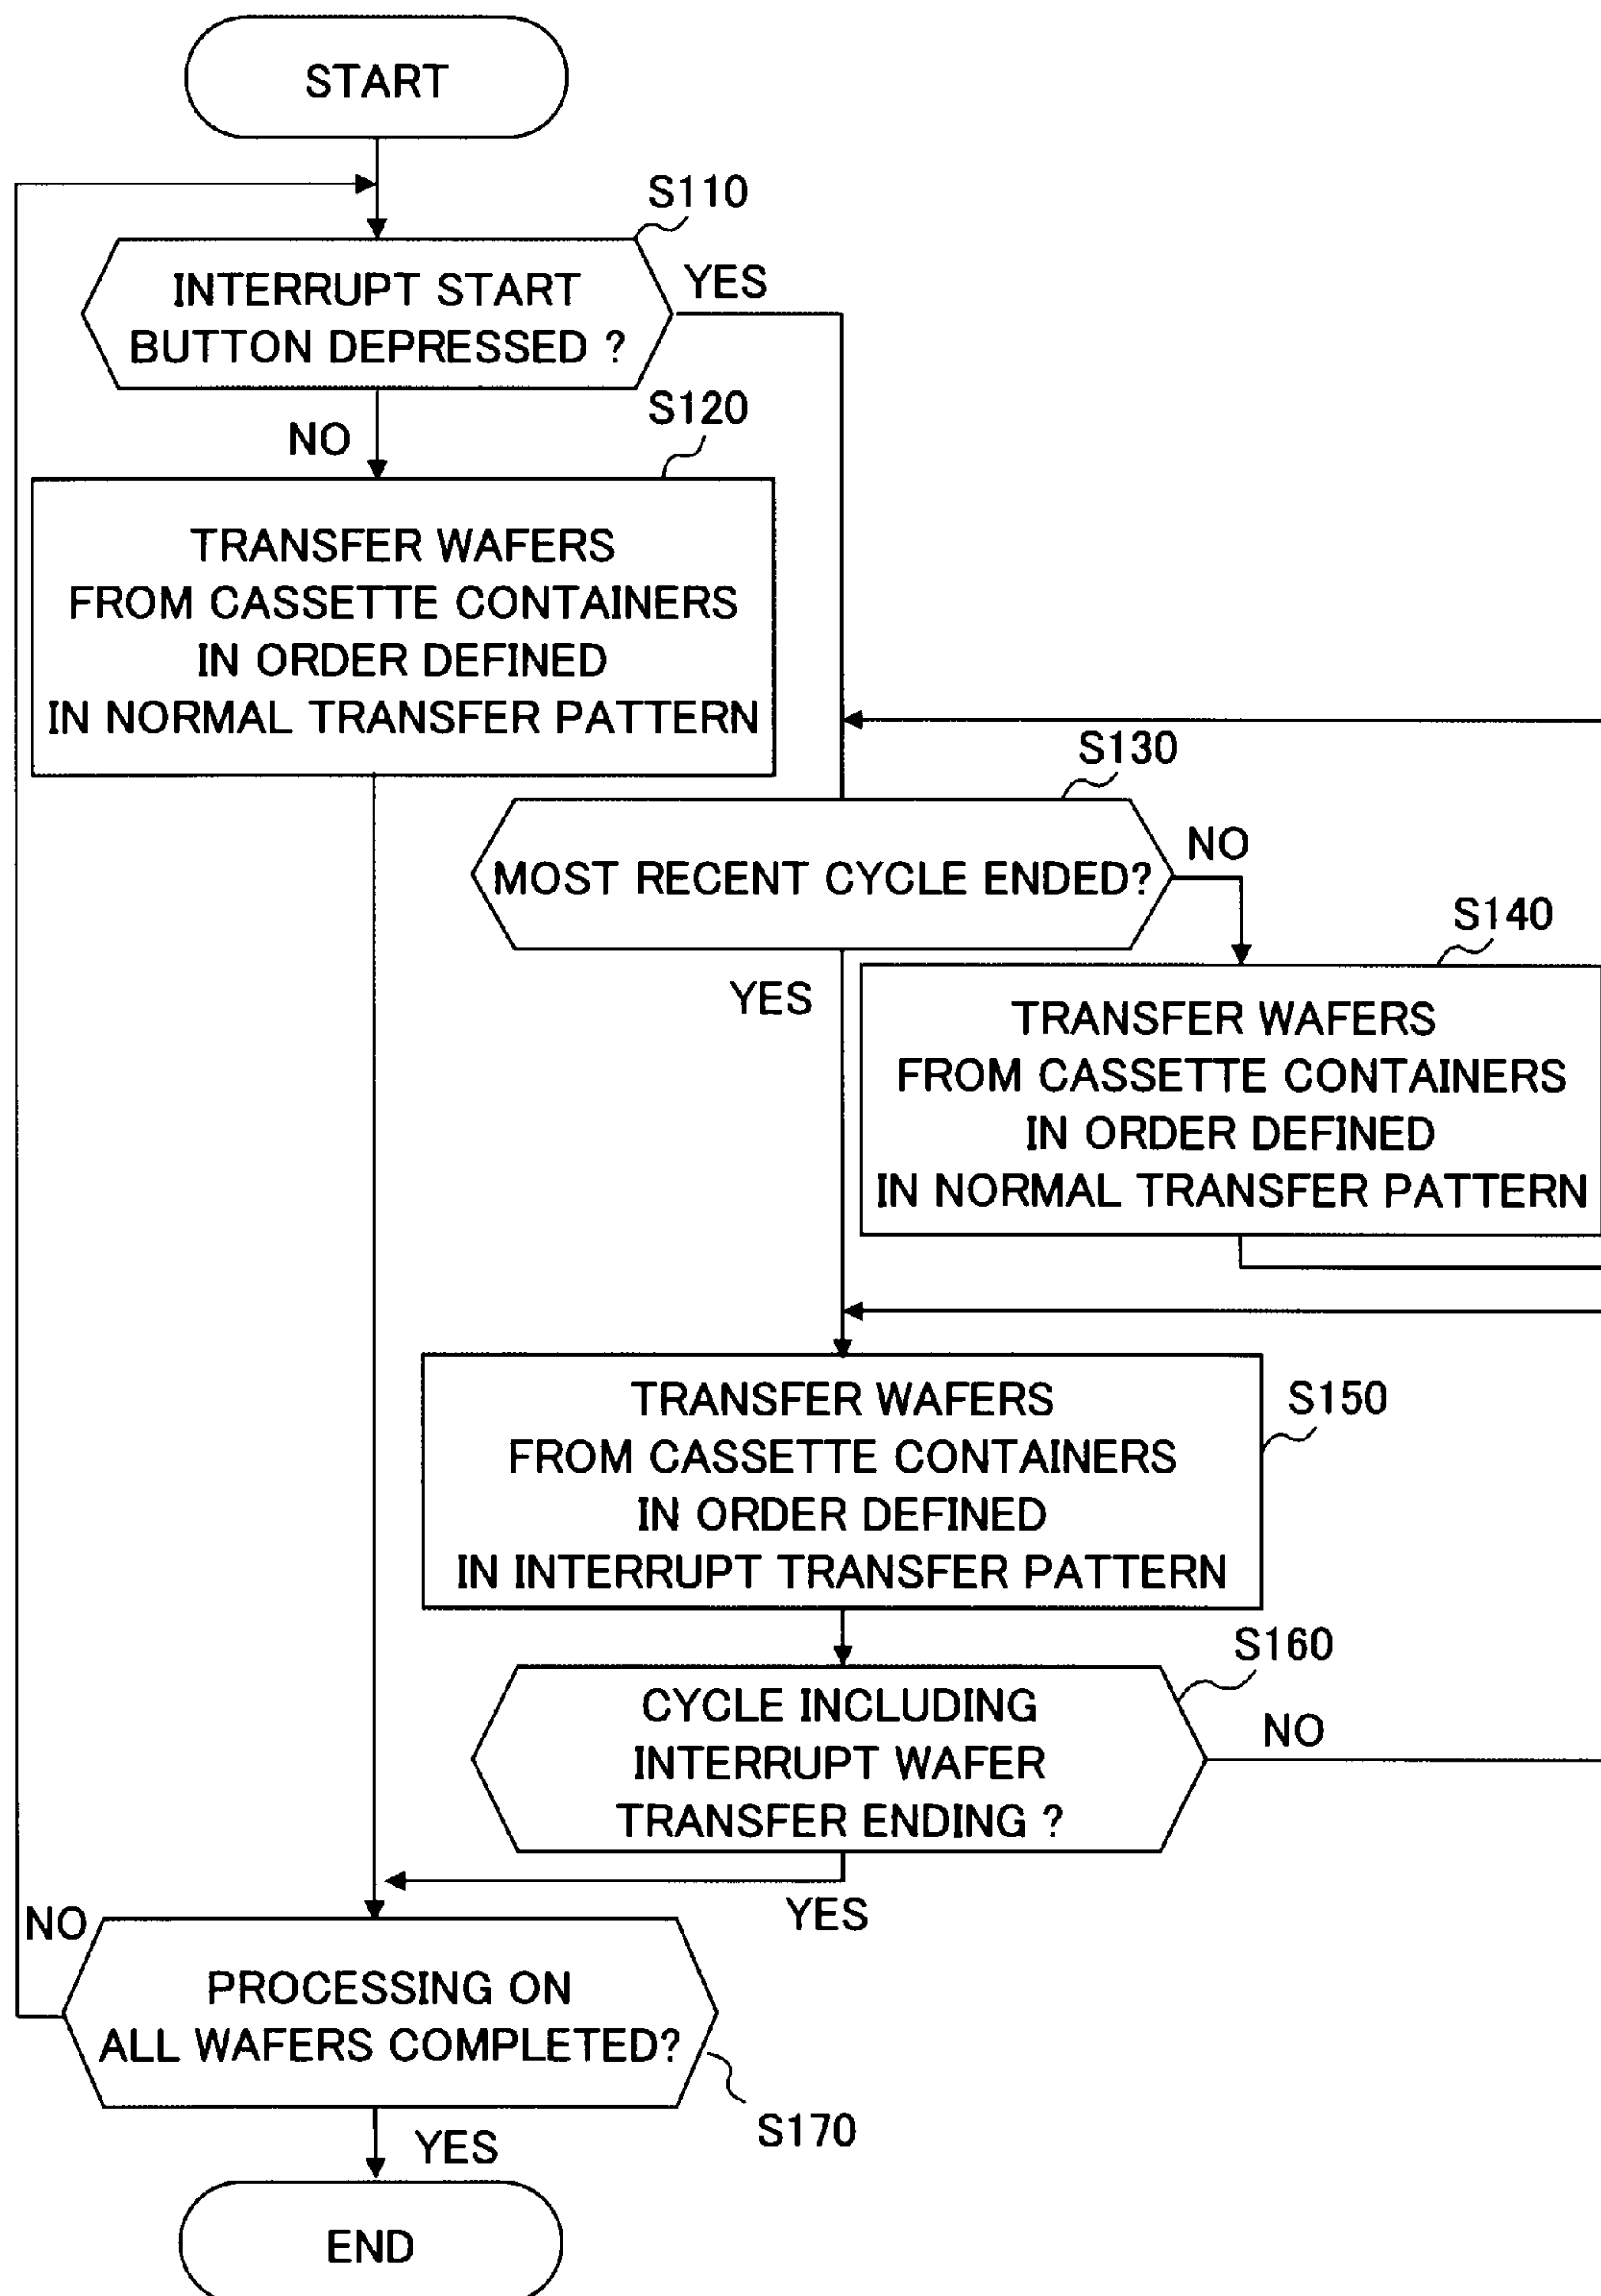 START
S110
INTERRUPT START
BUTTON DEPRESSED ?
YES
NO
S120
TRANSFER WAFERS
FROM CASSETTE CONTAINERS
IN ORDER DEFINED
IN NORMAL TRANSFER PATTERN
S130
MOST RECENT CYCLE ENDED?
NO
YES
S140
TRANSFER WAFERS
FROM CASSETTE CONTAINERS
IN ORDER DEFINED
IN NORMAL TRANSFER PATTERN
S150
TRANSFER WAFERS
FROM CASSETTE CONTAINERS
IN ORDER DEFINED
IN INTERRUPT TRANSFER PATTERN
S160
CYCLE INCLUDING
INTERRUPT WAFER
TRANSFER ENDING ?
NO
YES
NO
PROCESSING ON
ALL WAFERS COMPLETED?
S170
YES
END